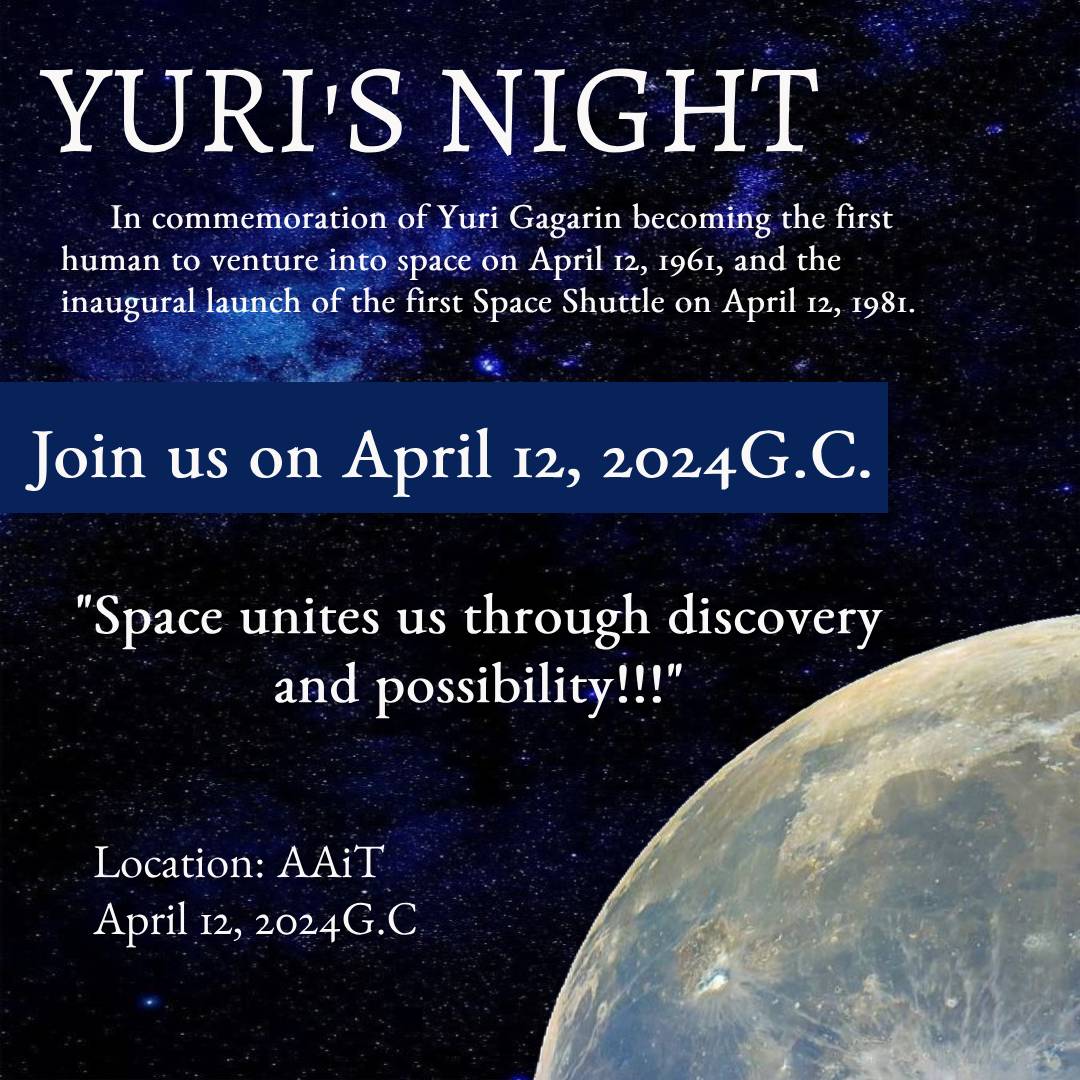 YURI'S NIGHT
In commemoration of Yuri Gagarin becoming the first
human to venture into space on April 12, 1961, and the
inaugural launch of the first Space Shuttle on April 12, 1981.
Join us on April 12, 2024G.C.
"Space unites us through discovery
and possibility!!!"
Location: AAiT
April 12, 2024G.C